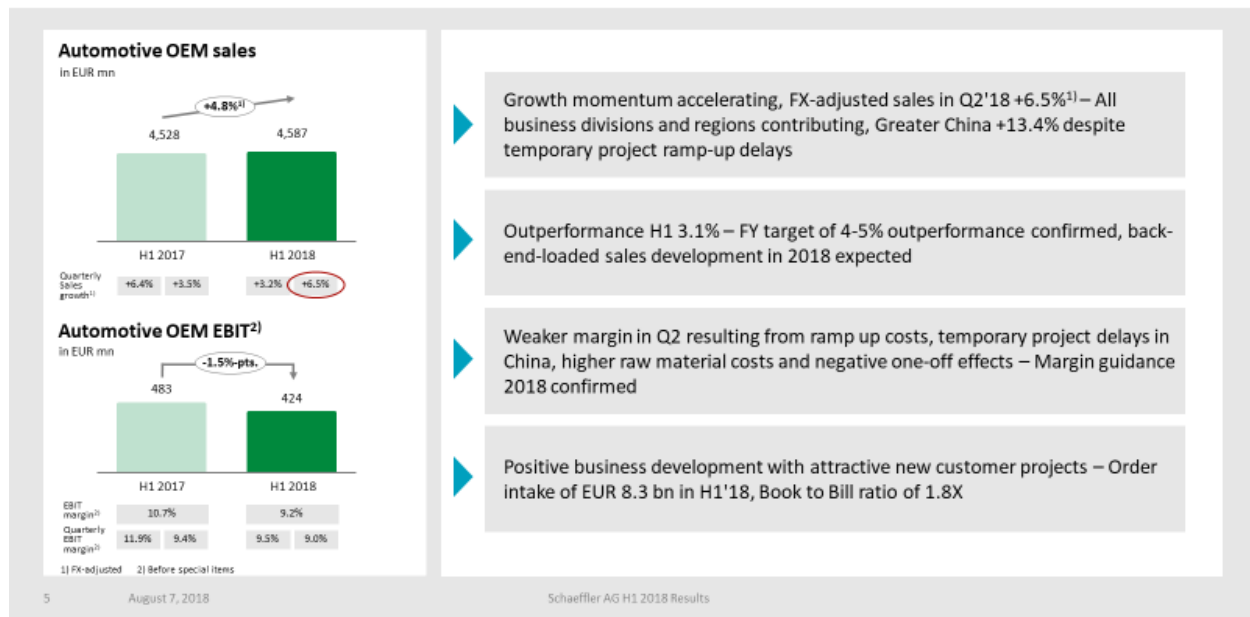 Automotive OEM sales
in EUR mn
+4.8%1)
4,528
4,587
H1 2017
H1 2018
Quarterly
Sales
growth1)
+6.4%
+3.5%
+3.2%
+6.5%
Automotive OEM EBIT2)
in EUR mn
-1.5%-pts.
483
424
H1 2017
H1 2018
EBIT
margin2)
10.7%
9.2%
Quarterly
EBIT
margin2)
11.9%
9.4%
9.5%
9.0%
1) FX-adjusted 2) Before special items
Growth momentum accelerating, FX-adjusted sales in Q2'18 +6.5%1) – All
business divisions and regions contributing, Greater China +13.4% despite
temporary project ramp-up delays
Outperformance H1 3.1% – FY target of 4-5% outperformance confirmed, back-
end-loaded sales development in 2018 expected
Weaker margin in Q2 resulting from ramp up costs, temporary project delays in
China, higher raw material costs and negative one-off effects – Margin guidance
2018 confirmed
Positive business development with attractive new customer projects – Order
intake of EUR 8.3 bn in H1'18, Book to Bill ratio of 1.8X
5
August 7, 2018
Schaeffler AG H1 2018 Results